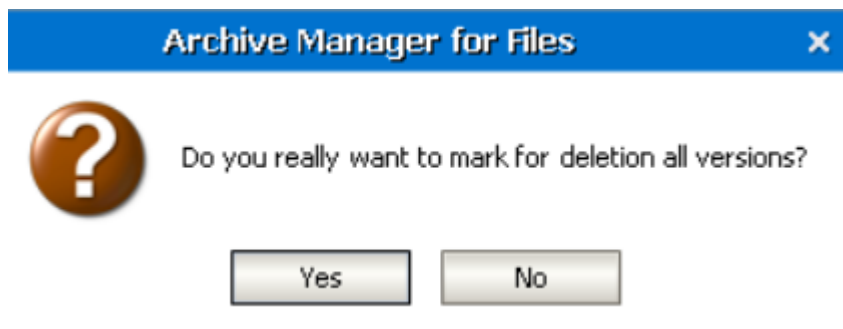 Archive Manager for Files
Do you really want to mark for deletion all versions?
Yes
No